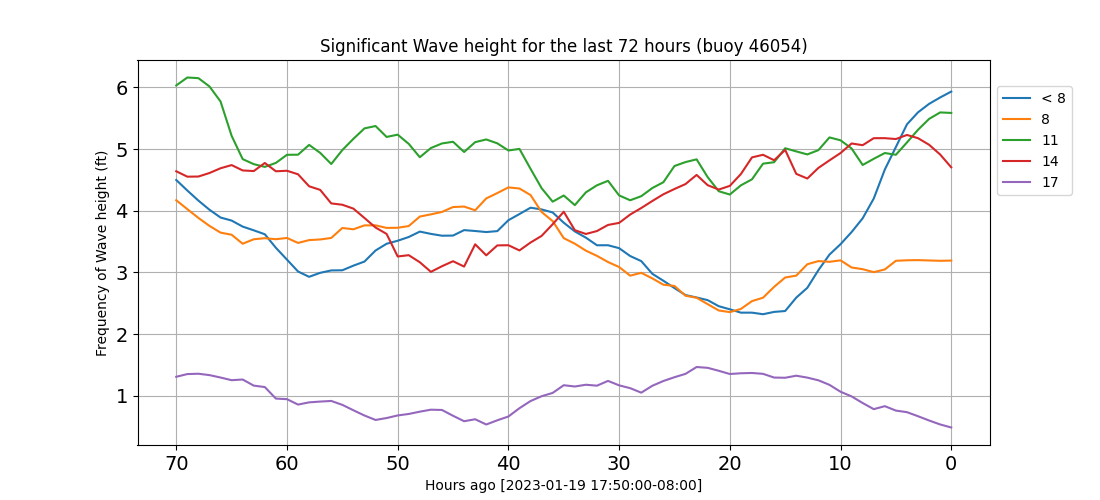 Significant Wave height for the last 72 hours (buoy 46054)
Frequency of Wave height (ft)
6
5
4
3
2
1
70 60 50 40 30 20 10 0
Hours ago [2023-01-19 17:50:00-08:00]
< 8
8
11
14
17